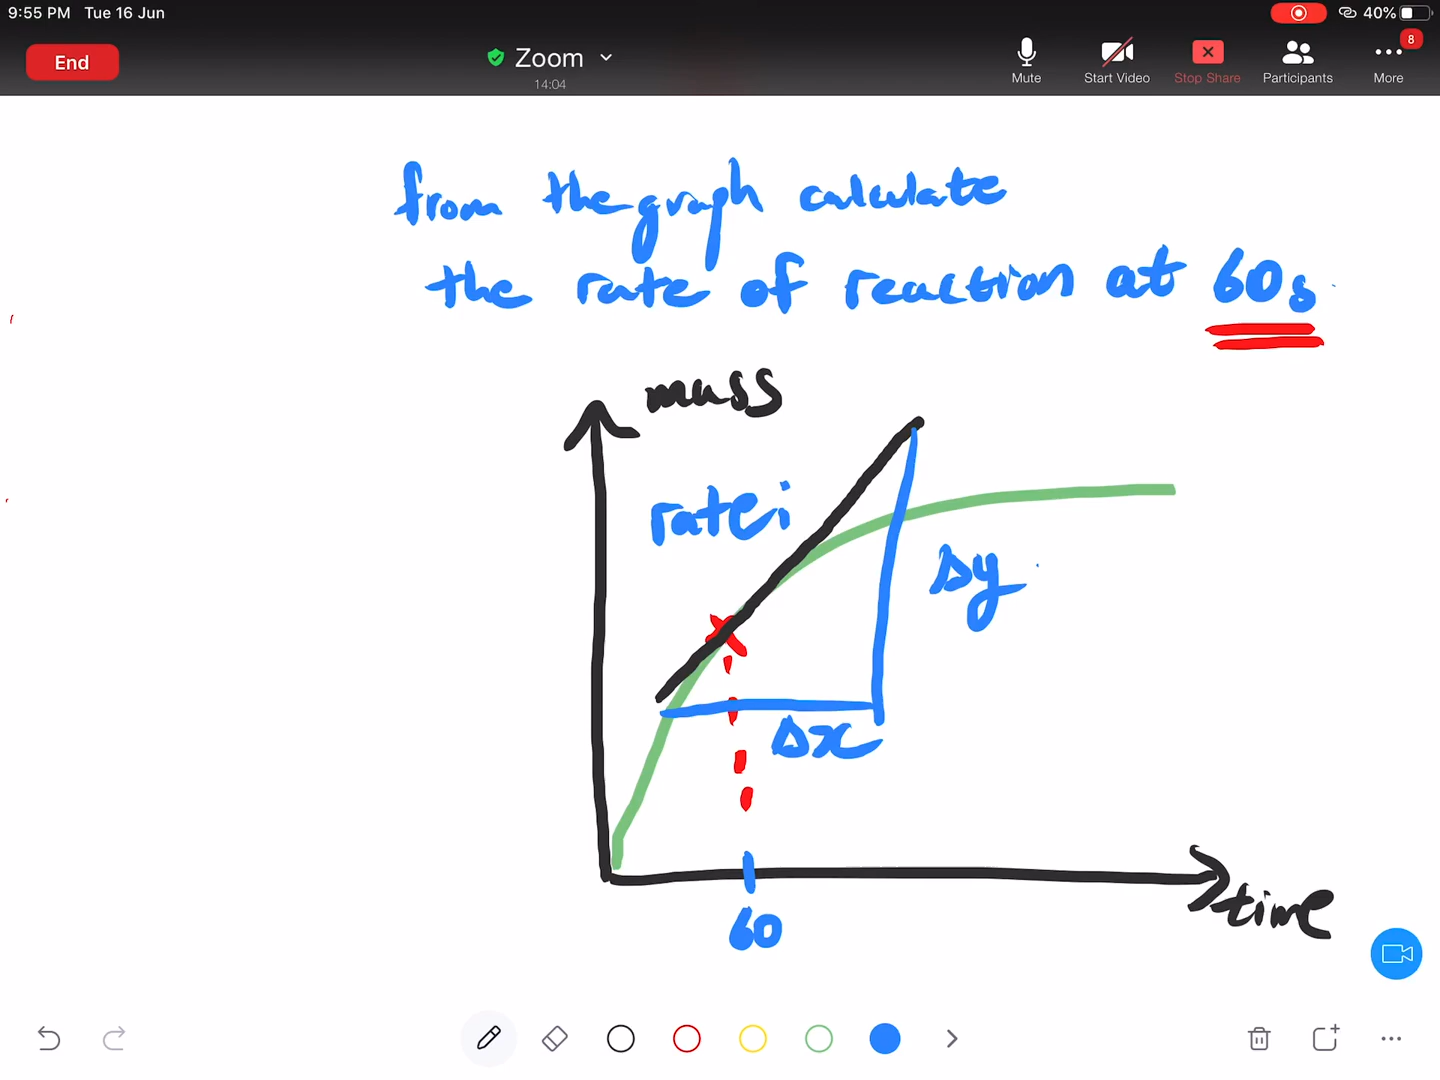 9:55 PM Tue 16 Jun
40%
End
Zoom
14:04
Mute
Start Video
Stop Share
Participants
More
8
from the graph calculate
the rate of reaction at 60s
mass
rate
Δy
Δx
60
time